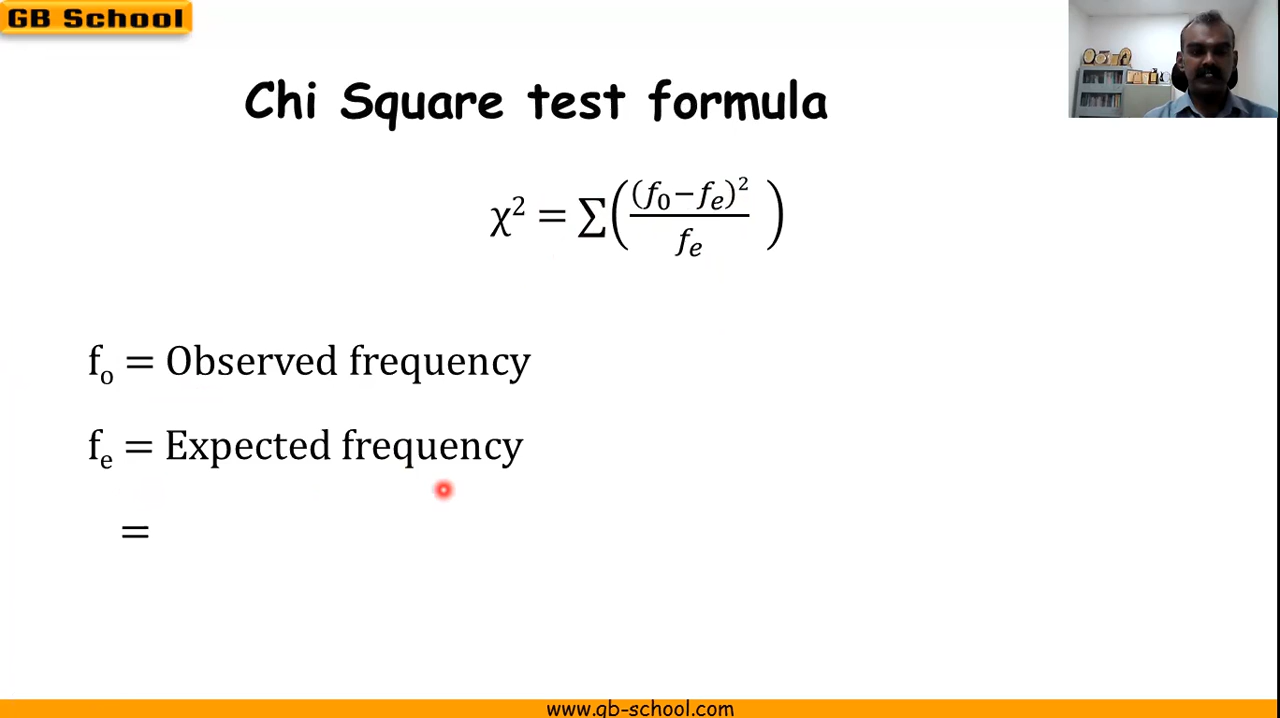 GB School
Chi Square test formula
χ² = ∑( (f₀−fₑ)² / fₑ )
fₒ = Observed frequency
fₑ = Expected frequency
=
www.gb-school.com